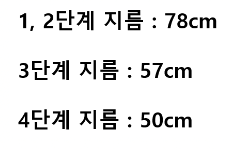 1, 2단계 지름 : 78cm
3단계 지름 : 57cm
4단계 지름 : 50cm